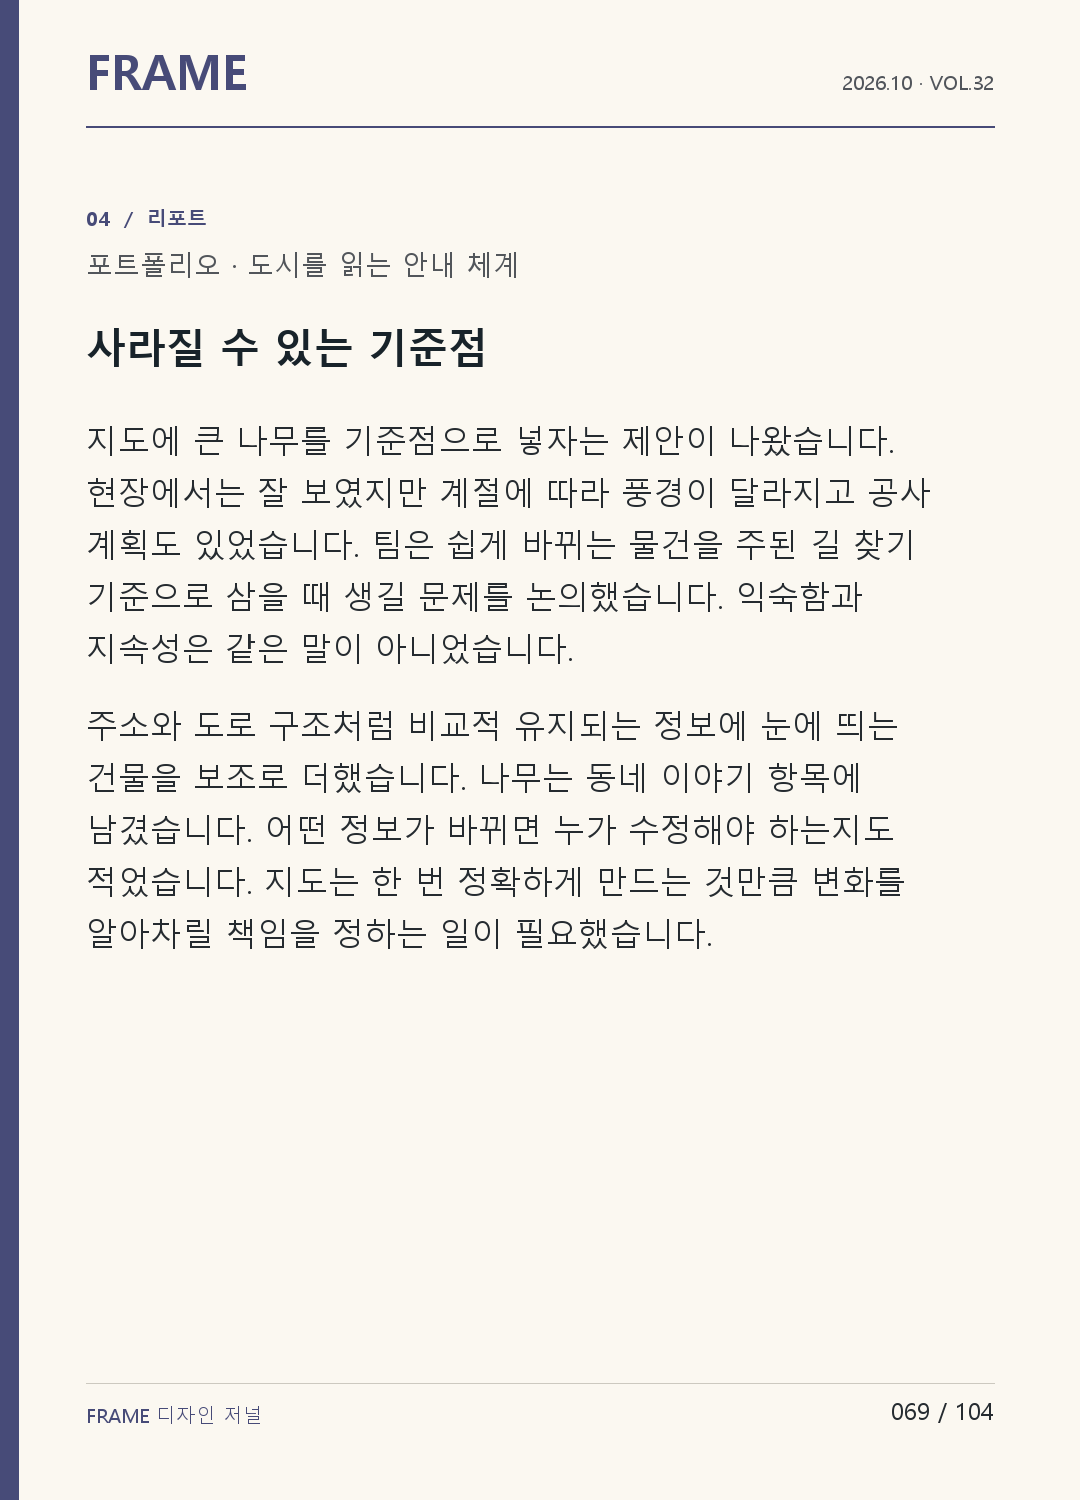 FRAME
2026.10 · VOL.32
04 / 리포트
포트폴리오 · 도시를 읽는 안내 체계
사라질 수 있는 기준점
지도에 큰 나무를 기준점으로 넣자는 제안이 나왔습니다.
현장에서는 잘 보였지만 계절에 따라 풍경이 달라지고 공사
계획도 있었습니다. 팀은 쉽게 바뀌는 물건을 주된 길 찾기
기준으로 삼을 때 생길 문제를 논의했습니다. 익숙함과
지속성은 같은 말이 아니었습니다.
주소와 도로 구조처럼 비교적 유지되는 정보에 눈에 띄는
건물을 보조로 더했습니다. 나무는 동네 이야기 항목에
남겼습니다. 어떤 정보가 바뀌면 누가 수정해야 하는지도
적었습니다. 지도는 한 번 정확하게 만드는 것만큼 변화를
알아차릴 책임을 정하는 일이 필요했습니다.
FRAME 디자인 저널
069 / 104